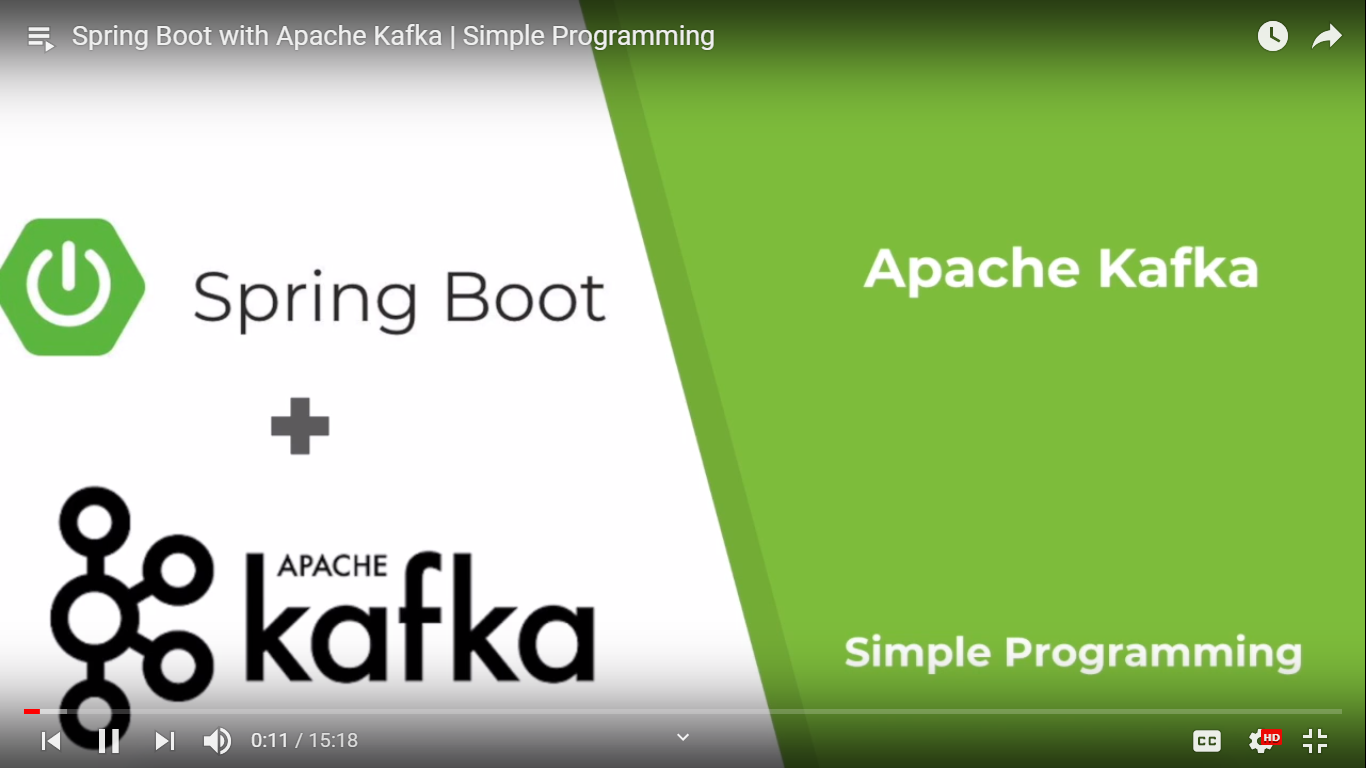 Spring Boot with Apache Kafka | Simple Programming
Spring Boot
Apache Kafka
APACHE
kafka
Simple Programming
0:11 / 15:18
CC
HD